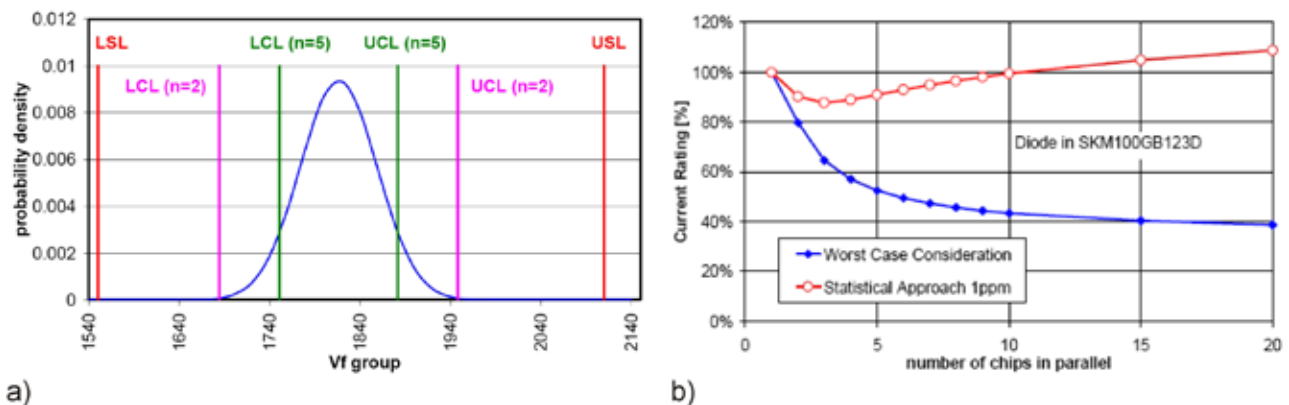 0.012
0.01
0.008
0.006
0.004
0.002
0
probability density
LSL
LCL (n=5)
UCL (n=5)
USL
LCL (n=2)
UCL (n=2)
1540
1640
1740
1840
1940
2040
2140
Vf group
a)
120%
100%
80%
60%
40%
20%
0%
Current Rating [%]
Diode in SKM100GB123D
Worst Case Consideration
Statistical Approach 1ppm
0
5
10
15
20
number of chips in parallel
b)